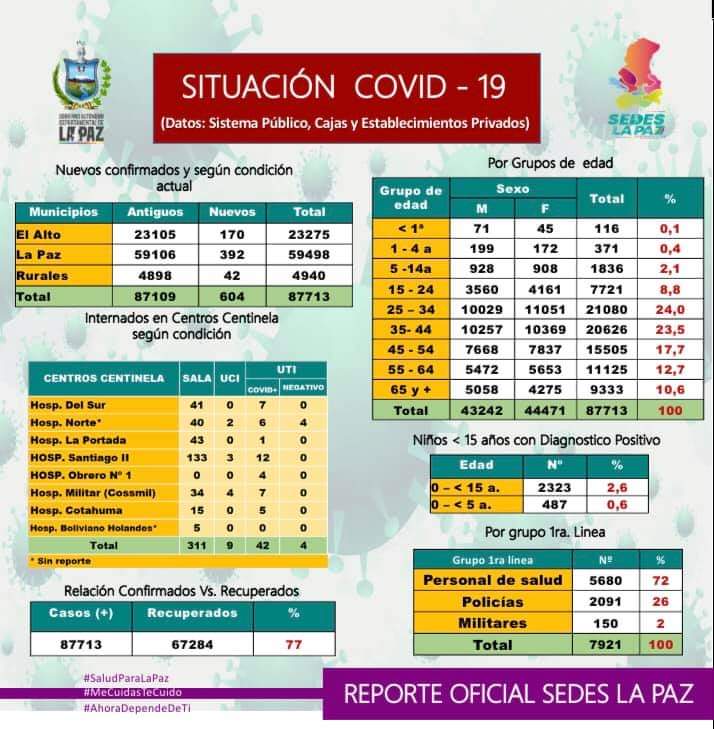 GOBIERNO AUTÓNOMO
DEPARTAMENTAL DE
LA PAZ
SITUACIÓN COVID - 19
(Datos: Sistema Público, Cajas y Establecimientos Privados)
SEDES
LA PAZ
Nuevos confirmados y según condición
actual
Municipios Antiguos Nuevos Total
El Alto 23105 170 23275
La Paz 59106 392 59498
Rurales 4898 42 4940
Total 87109 604 87713
Internados en Centros Centinela
según condición
CENTROS CENTINELA SALA UCI UTI
COVID+ NEGATIVO
Hosp. Del Sur 41 0 7 0
Hosp. Norte* 40 2 6 4
Hosp. La Portada 43 0 1 0
HOSP. Santiago II 133 3 12 0
HOSP. Obrero N° 1 0 0 4 0
Hosp. Militar (Cossmil) 34 4 7 0
Hosp. Cotahuma 15 0 5 0
Hosp. Boliviano Holandes* 5 0 0 0
Total 311 9 42 4
* Sin reporte
Relación Confirmados Vs. Recuperados
Casos (+) Recuperados %
87713 67284 77
Por Grupos de edad
Grupo de edad Sexo Total %
M F
< 1ª 71 45 116 0,1
1 - 4 a 199 172 371 0,4
5 -14a 928 908 1836 2,1
15 - 24 3560 4161 7721 8,8
25 – 34 10029 11051 21080 24,0
35- 44 10257 10369 20626 23,5
45 - 54 7668 7837 15505 17,7
55 - 64 5472 5653 11125 12,7
65 y + 5058 4275 9333 10,6
Total 43242 44471 87713 100
Niños < 15 años con Diagnostico Positivo
Edad N° %
0 – < 15 a. 2323 2,6
0 – < 5 a. 487 0,6
Por grupo 1ra. Linea
Grupo 1ra línea Nº %
Personal de salud 5680 72
Policías 2091 26
Militares 150 2
Total 7921 100
#SaludParaLaPaz
#MeCuidasTeCuido
#AhoraDependeDeTi
REPORTE OFICIAL SEDES LA PAZ